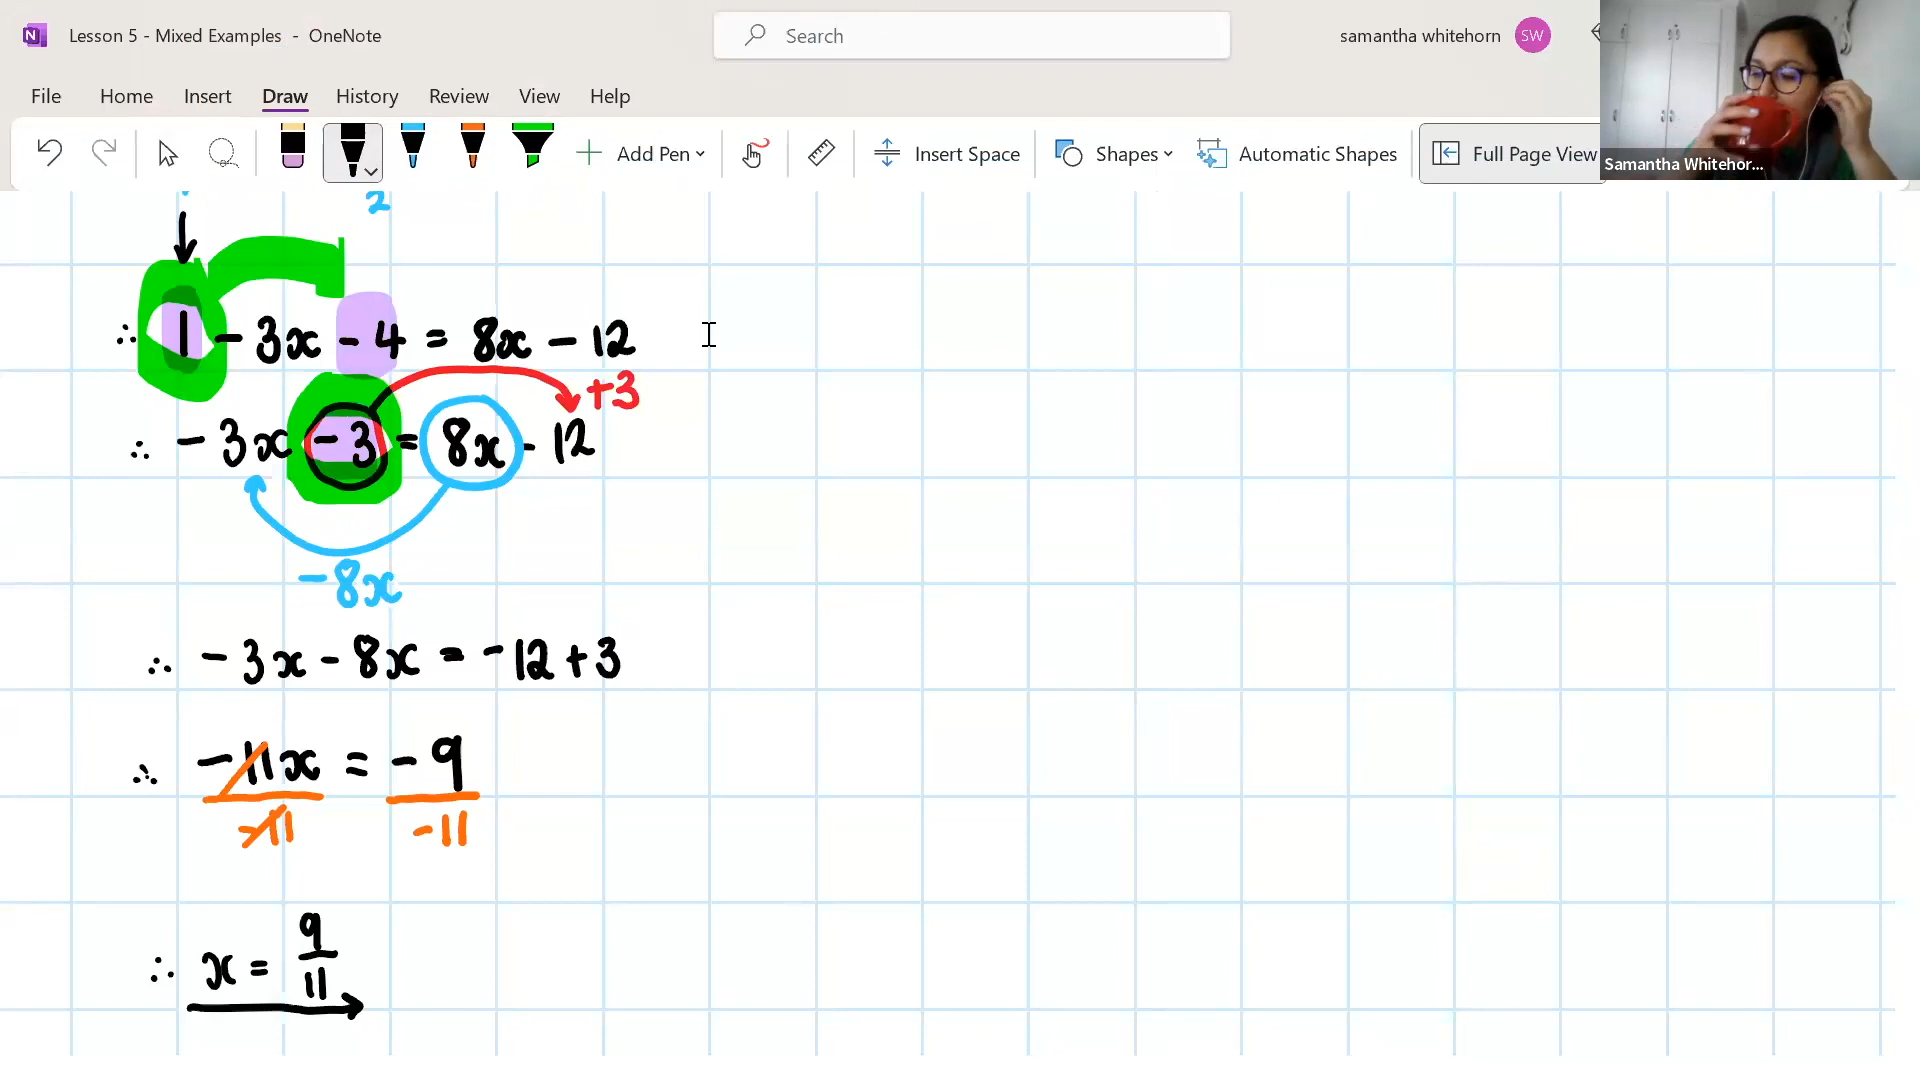 Lesson 5 - Mixed Examples - OneNote
Search
samantha whitehorn SW
File Home Insert Draw History Review View Help
Add Pen Insert Space Shapes Automatic Shapes Full Page View
Samantha Whitehor...
2
∴ 1 - 3x - 4 = 8x - 12
+3
∴ - 3x - 3 = 8x - 12
-8x
∴ - 3x - 8x = -12 + 3
∴ -11x = -9
-11 -11
∴ x = 9/11